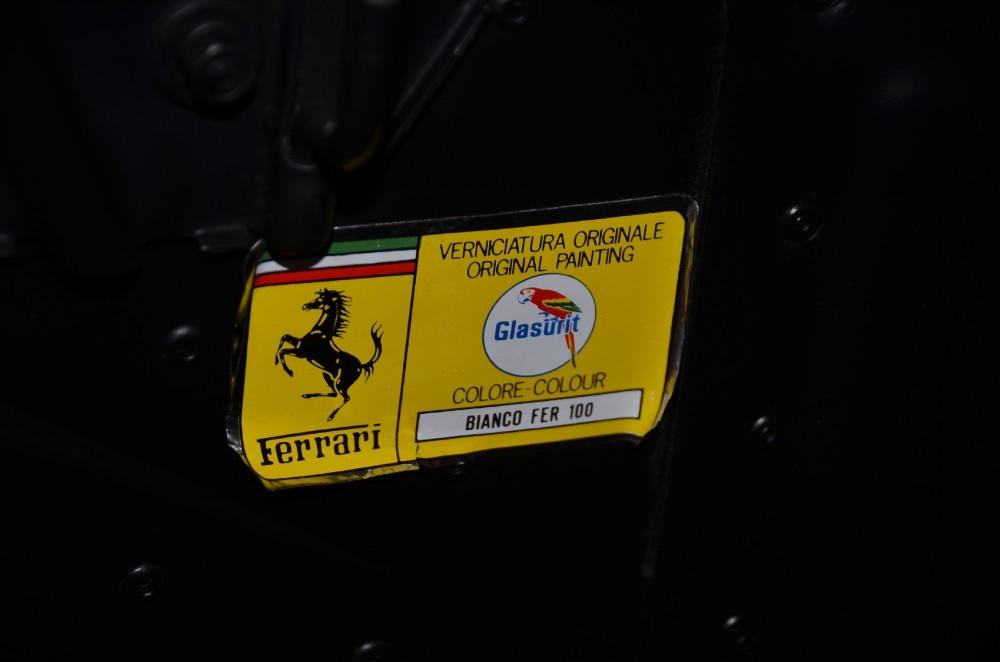 VERNICIATURA ORIGINALE
ORIGINAL PAINTING
Glasurit
COLORE-COLOUR
BIANCO FER 100
Ferrari